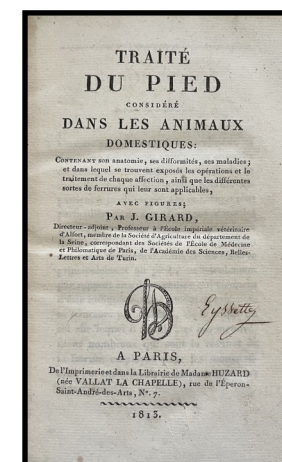 TRAITÉ
DU PIED
CONSIDÉRÉ
DANS LES ANIMAUX
DOMESTIQUES:
CONTENANT son anatomie, ses difformités, ses maladies;
et dans lequel se trouvent exposés les opérations et le
traitement de chaque affection, ainsi que les différentes
sortes de ferrures qui leur sont applicables,
AVEC FIGURES;
PAR J. GIRARD,
Directeur-adjoint, Professeur à l'École impériale vétérinaire
d'Alfort, membre de la Société d'Agriculture du département de
la Seine, correspondant des Sociétés de l'École de Médecine
et Philomatique de Paris, de l'Académie des Sciences, Belles-
Lettres et Arts de Turin.
A PARIS,
De l'Imprimerie et dans la Librairie de Madame HUZARD
(née VALLAT LA CHAPELLE), rue de l'Éperon-
Saint-André-des-Arts, N°. 7.
1813.